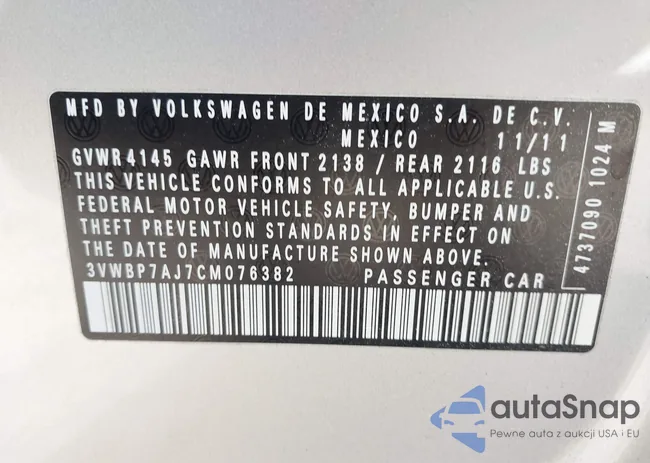 MFD BY VOLKSWAGEN DE MEXICO S.A. DE C.V.
MEXICO 11/11
GVWR 4145 GAWR FRONT 2138 / REAR 2116 LBS
THIS VEHICLE CONFORMS TO ALL APPLICABLE U.S.
FEDERAL MOTOR VEHICLE SAFETY, BUMPER AND
THEFT PREVENTION STANDARDS IN EFFECT ON
THE DATE OF MANUFACTURE SHOWN ABOVE.
3VWBP7AJ7CM076382 PASSENGER CAR
4737090 1024 M
autaSnap
Pewne auta z aukcji USA i EU